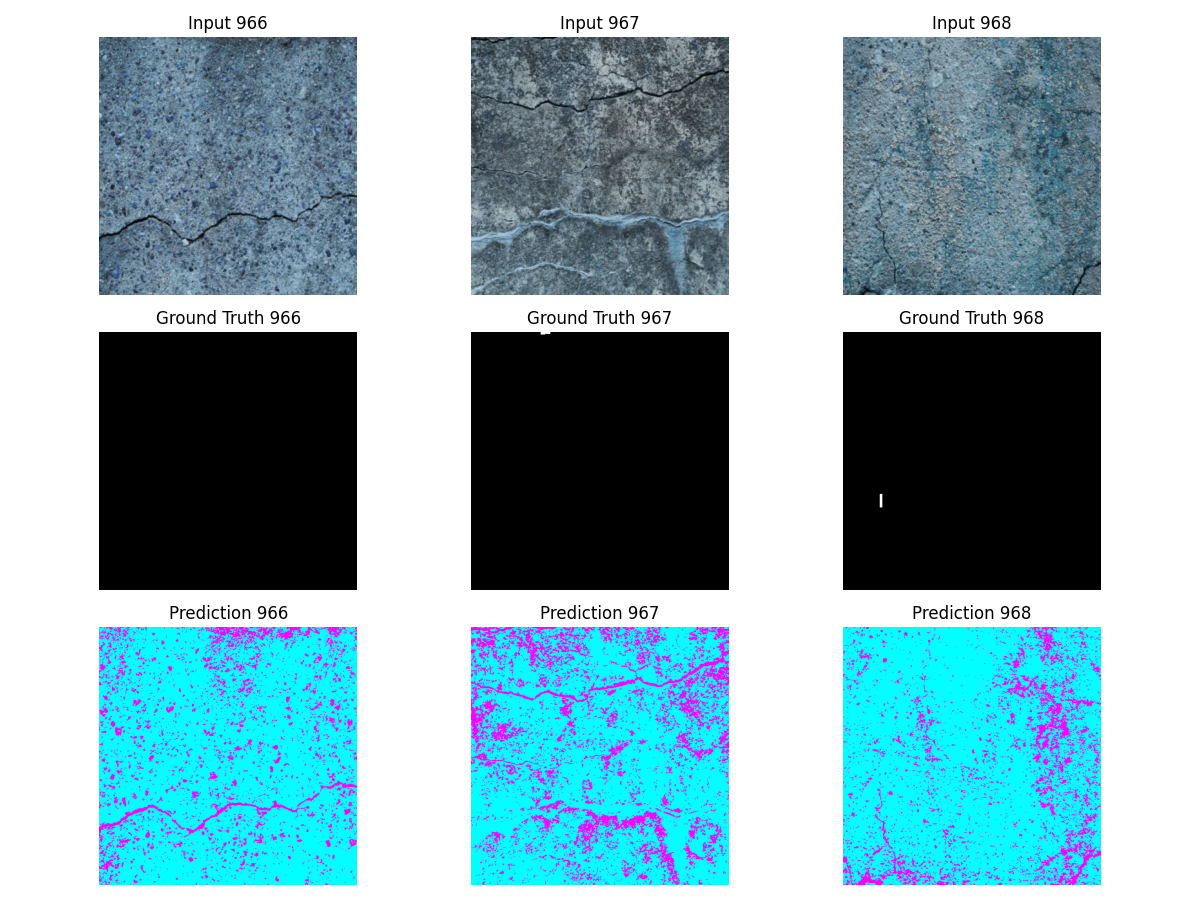 Input 966
Input 967
Input 968
Ground Truth 966
Ground Truth 967
Ground Truth 968
Prediction 966
Prediction 967
Prediction 968